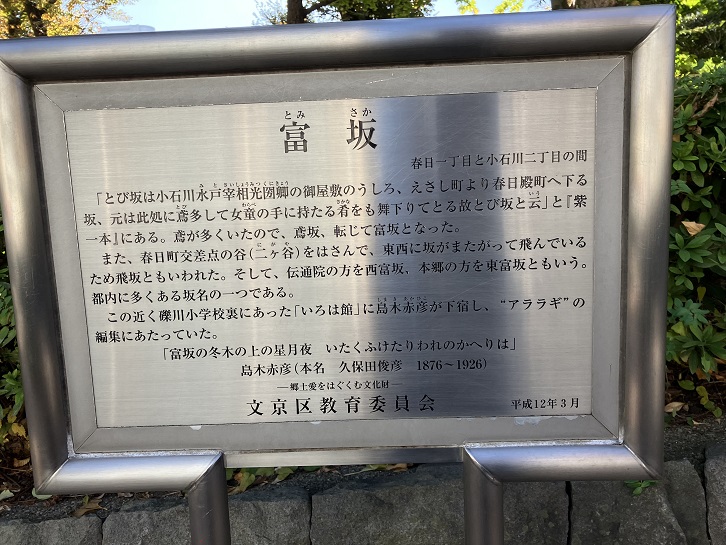 とみ さか
富坂
春日一丁目と小石川二丁目の間
「とび坂は小石川水戸宰相光圀卿の御屋敷のうしろ、えさし町より春日殿町へ下る
坂、元は此処に鳶多して女童の手に持たる肴をも舞下りてとる故とび坂と云」と『紫
一本』にある。鳶が多くいたので、鳶坂、転じて富坂となった。
また、春日町交差点の谷(二ヶ谷)をはさんで、東西に坂がまたがって飛んでいる
ため飛坂ともいわれた。そして、伝通院の方を西富坂，本郷の方を東富坂ともいう。
都内に多くある坂名の一つである。
この近く礫川小学校裏にあった「いろは館」に島木赤彦が下宿し、“アララギ”の
編集にあたっていた。
「富坂の冬木の上の星月夜　いたくふけたりわれのかへりは」
島木赤彦(本名　久保田俊彦　1876～1926)
―郷土愛をはぐくむ文化財―
文京区教育委員会　平成12年3月